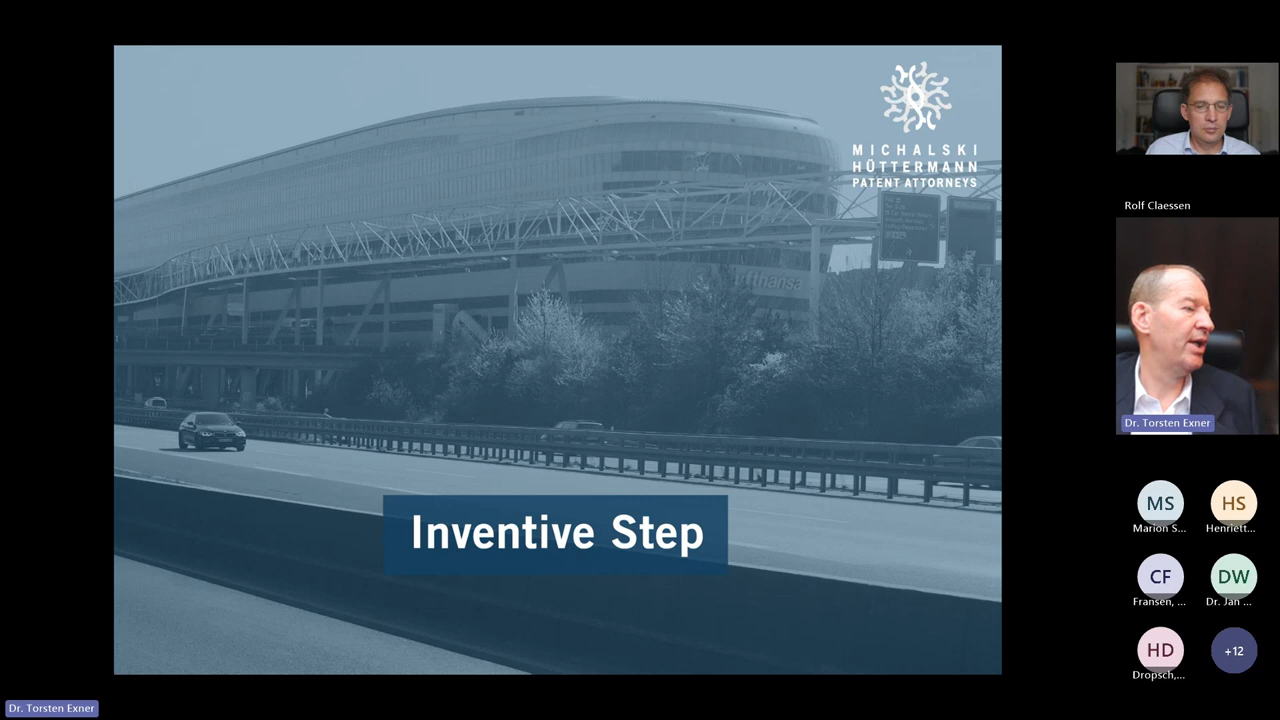 MICHALSKI
HÜTTERMANN
PATENT ATTORNEYS
Inventive Step
Rolf Claessen
Dr. Torsten Exner
MS
HS
Marion S...
Henriett...
CF
DW
Fransen, ...
Dr. Jan ...
HD
+12
Dropsch,...
Dr. Torsten Exner